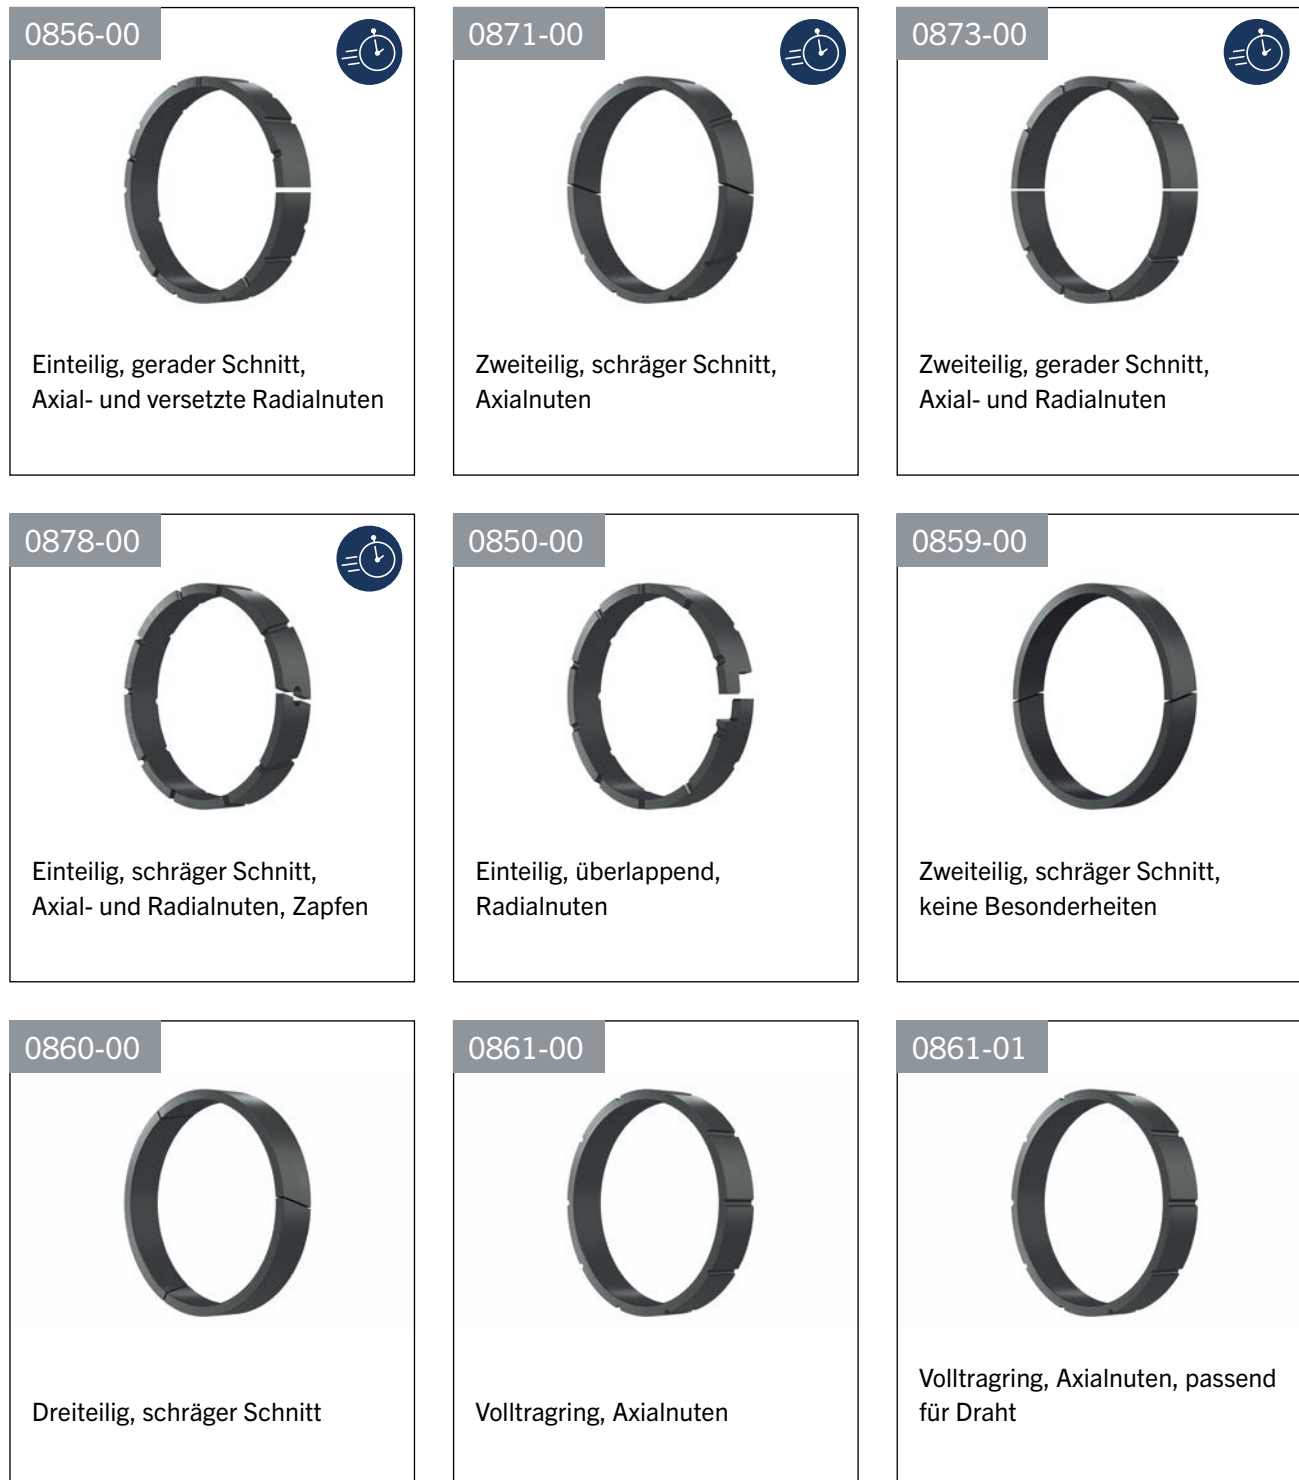 0856-00
Einteilig, gerader Schnitt,
Axial- und versetzte Radialnuten
0871-00
Zweiteilig, schräger Schnitt,
Axialnuten
0873-00
Zweiteilig, gerader Schnitt,
Axial- und Radialnuten
0878-00
Einteilig, schräger Schnitt,
Axial- und Radialnuten, Zapfen
0850-00
Einteilig, überlappend,
Radialnuten
0859-00
Zweiteilig, schräger Schnitt,
keine Besonderheiten
0860-00
Dreiteilig, schräger Schnitt
0861-00
Volltragring, Axialnuten
0861-01
Volltragring, Axialnuten, passend
für Draht